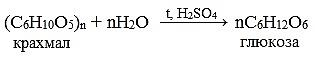 (C6H10O5)n + nH2O t, H2SO4 → nC6H12O6
крахмал глюкоза